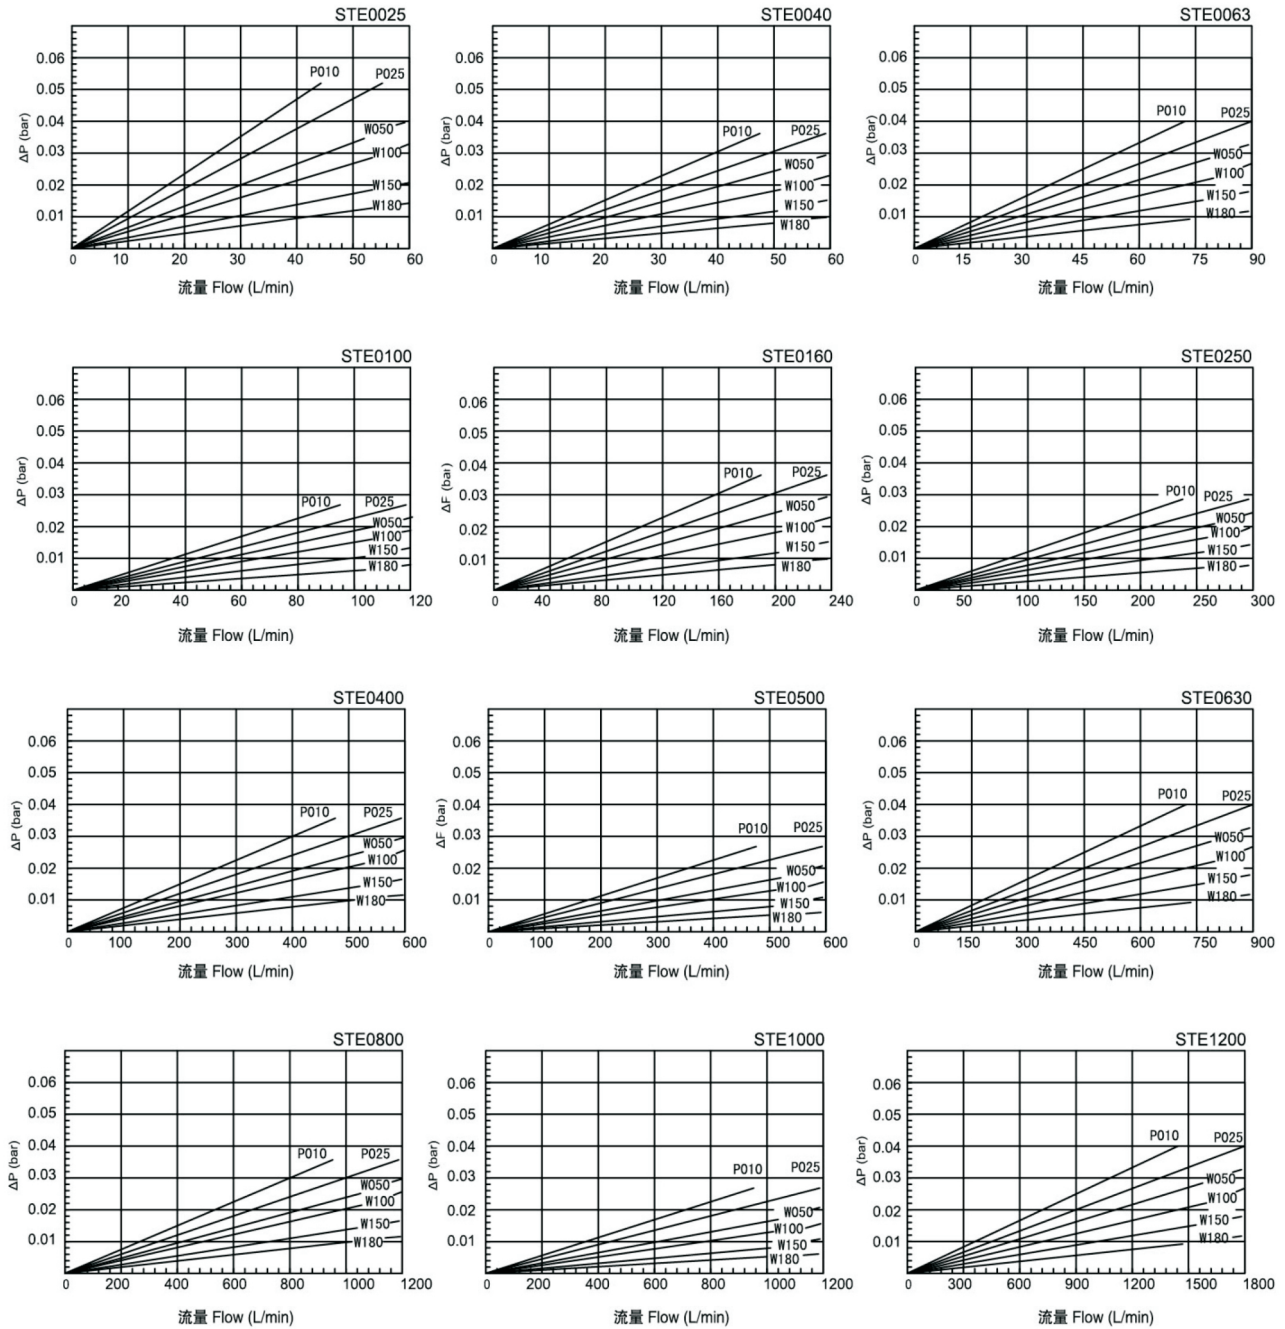 STE0025
0.06
0.05
0.04
0.03
0.02
0.01
ΔP (bar)
P010
P025
W050
W100
W150
W180
0 10 20 30 40 50 60
流量 Flow (L/min)
STE0040
0.06
0.05
0.04
0.03
0.02
0.01
ΔP (bar)
P010
P025
W050
W100
W150
W180
0 10 20 30 40 50 60
流量 Flow (L/min)
STE0063
0.06
0.05
0.04
0.03
0.02
0.01
ΔP (bar)
P010
P025
W050
W100
W150
W180
0 15 30 45 60 75 90
流量 Flow (L/min)
STE0100
0.06
0.05
0.04
0.03
0.02
0.01
ΔP (bar)
P010
P025
W050
W100
W150
W180
0 20 40 60 80 100 120
流量 Flow (L/min)
STE0160
0.06
0.05
0.04
0.03
0.02
0.01
ΔF (bar)
P010
P025
W050
W100
W150
W180
0 40 80 120 160 200 240
流量 Flow (L/min)
STE0250
0.06
0.05
0.04
0.03
0.02
0.01
ΔP (bar)
P010
P025
W050
W100
W150
W180
0 50 100 150 200 250 300
流量 Flow (L/min)
STE0400
0.06
0.05
0.04
0.03
0.02
0.01
ΔP (bar)
P010
P025
W050
W100
W150
W180
0 100 200 300 400 500 600
流量 Flow (L/min)
STE0500
0.06
0.05
0.04
0.03
0.02
0.01
ΔF (bar)
P010
P025
W050
W100
W150
W180
0 100 200 300 400 500 600
流量 Flow (L/min)
STE0630
0.06
0.05
0.04
0.03
0.02
0.01
ΔP (bar)
P010
P025
W050
W100
W150
W180
0 150 300 450 600 750 900
流量 Flow (L/min)
STE0800
0.06
0.05
0.04
0.03
0.02
0.01
ΔP (bar)
P010
P025
W050
W100
W150
W180
0 200 400 600 800 1000 1200
流量 Flow (L/min)
STE1000
0.06
0.05
0.04
0.03
0.02
0.01
ΔP (bar)
P010
P025
W050
W100
W150
W180
0 200 400 600 800 1000 1200
流量 Flow (L/min)
STE1200
0.06
0.05
0.04
0.03
0.02
0.01
ΔP (bar)
P010
P025
W050
W100
W150
W180
0 300 600 900 1200 1500 1800
流量 Flow (L/min)